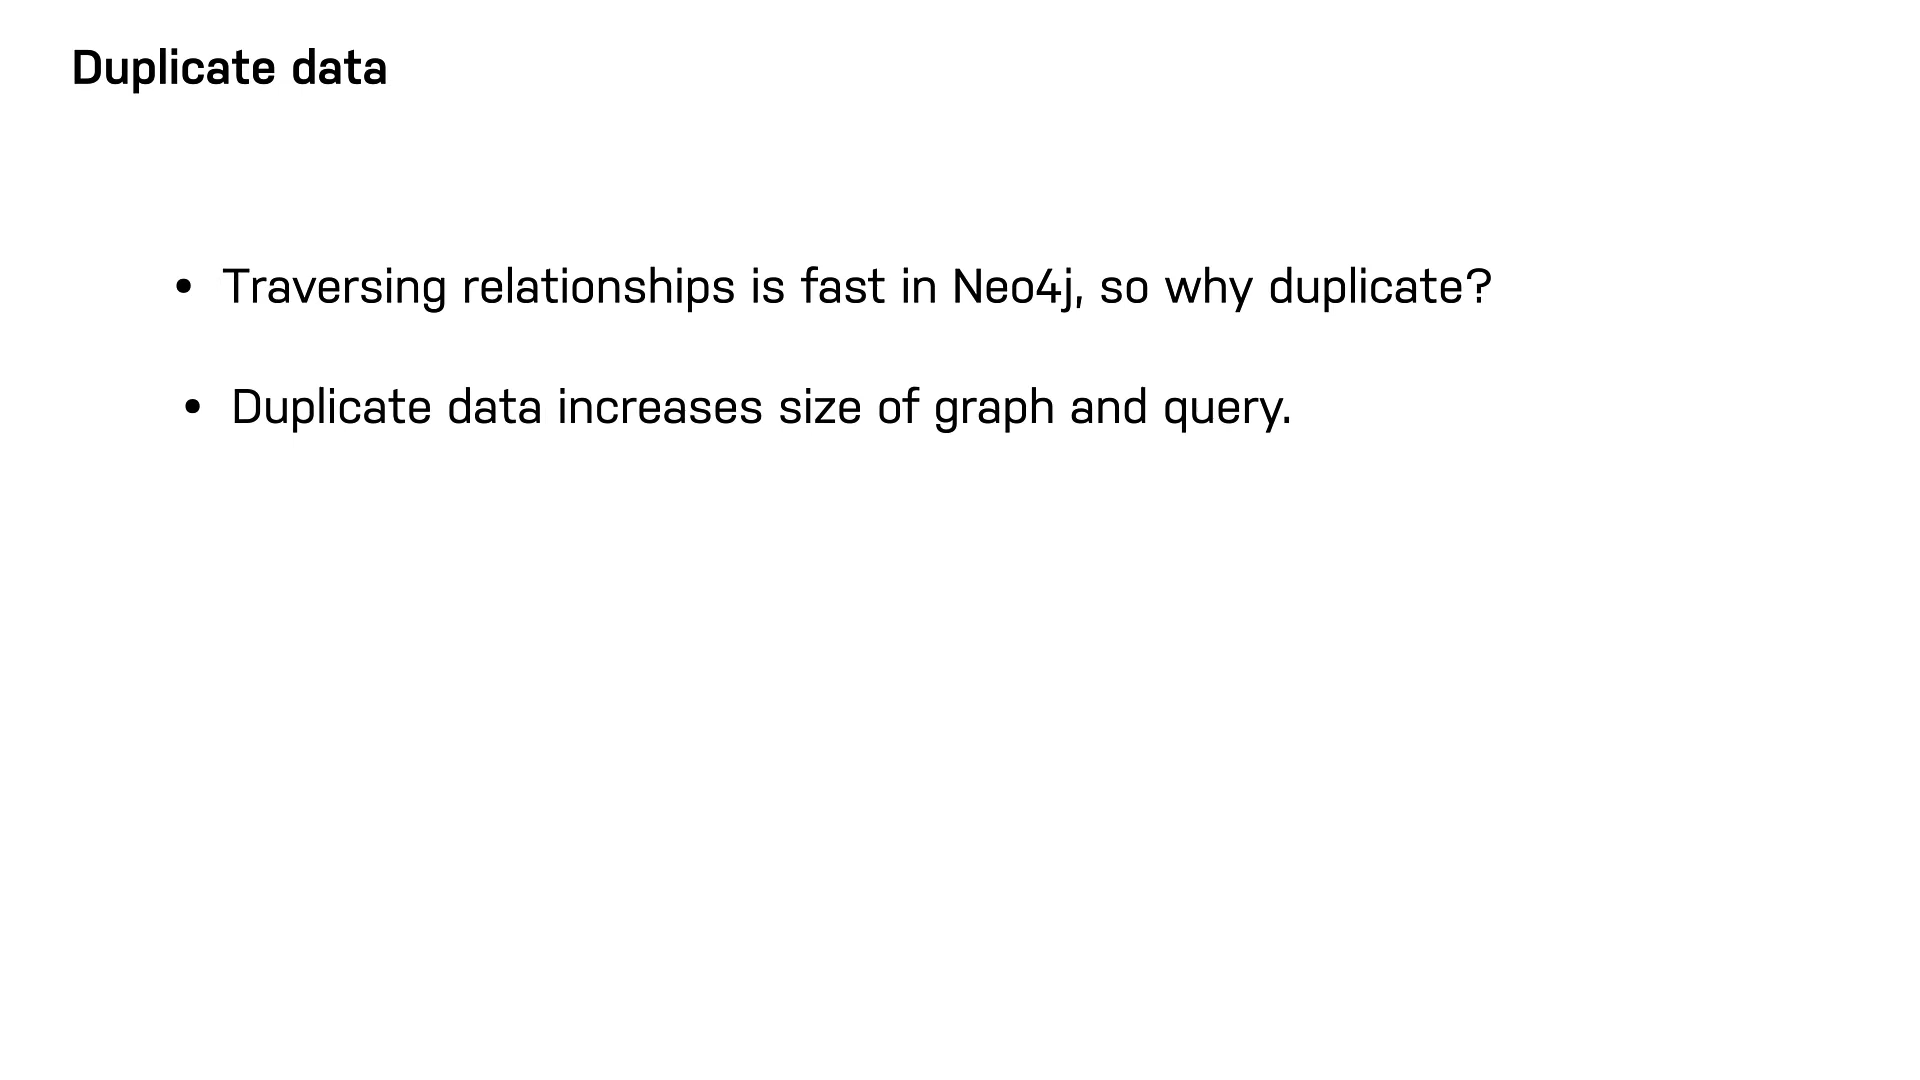 Duplicate data
• Traversing relationships is fast in Neo4j, so why duplicate?
• Duplicate data increases size of graph and query.